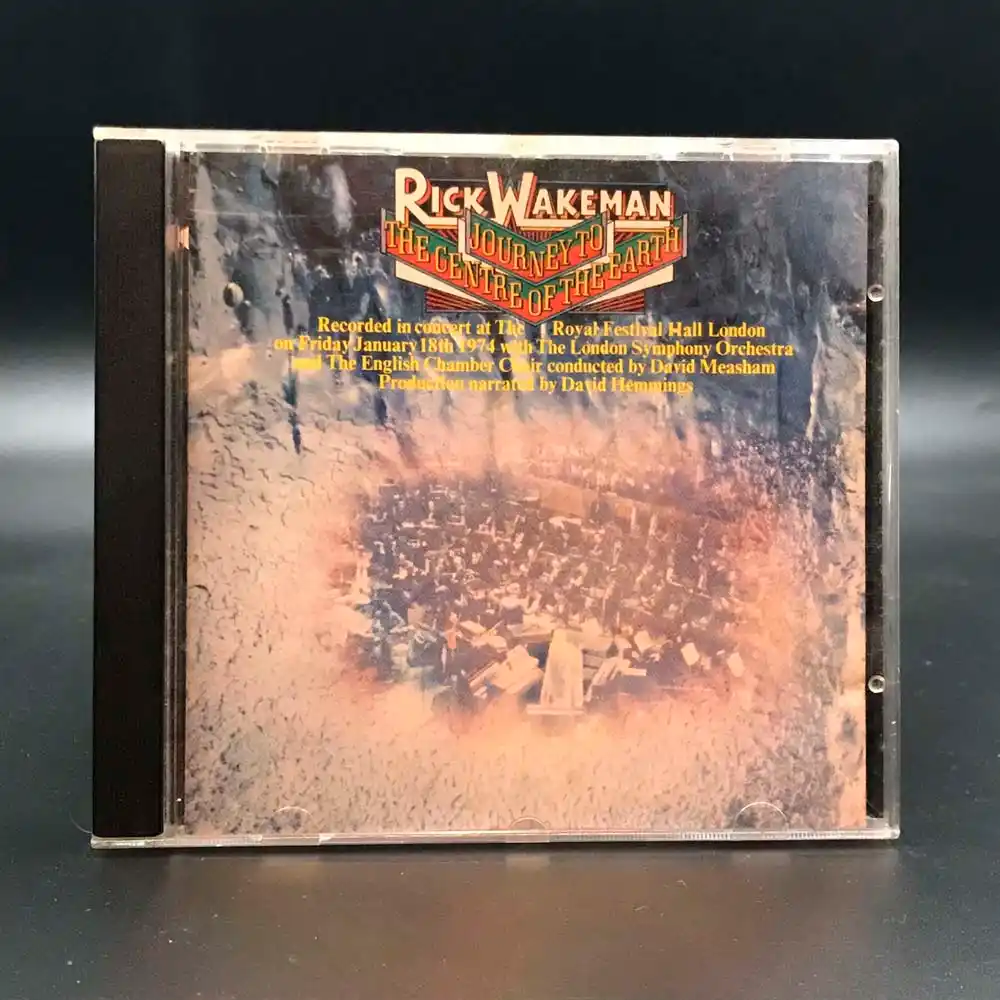 RICK WAKEMAN
JOURNEY TO
THE CENTRE OF THE EARTH
Recorded in concert at The Royal Festival Hall London
on Friday January 18th 1974 with The London Symphony Orchestra
and The English Chamber Choir conducted by David Measham
Production narrated by David Hemmings